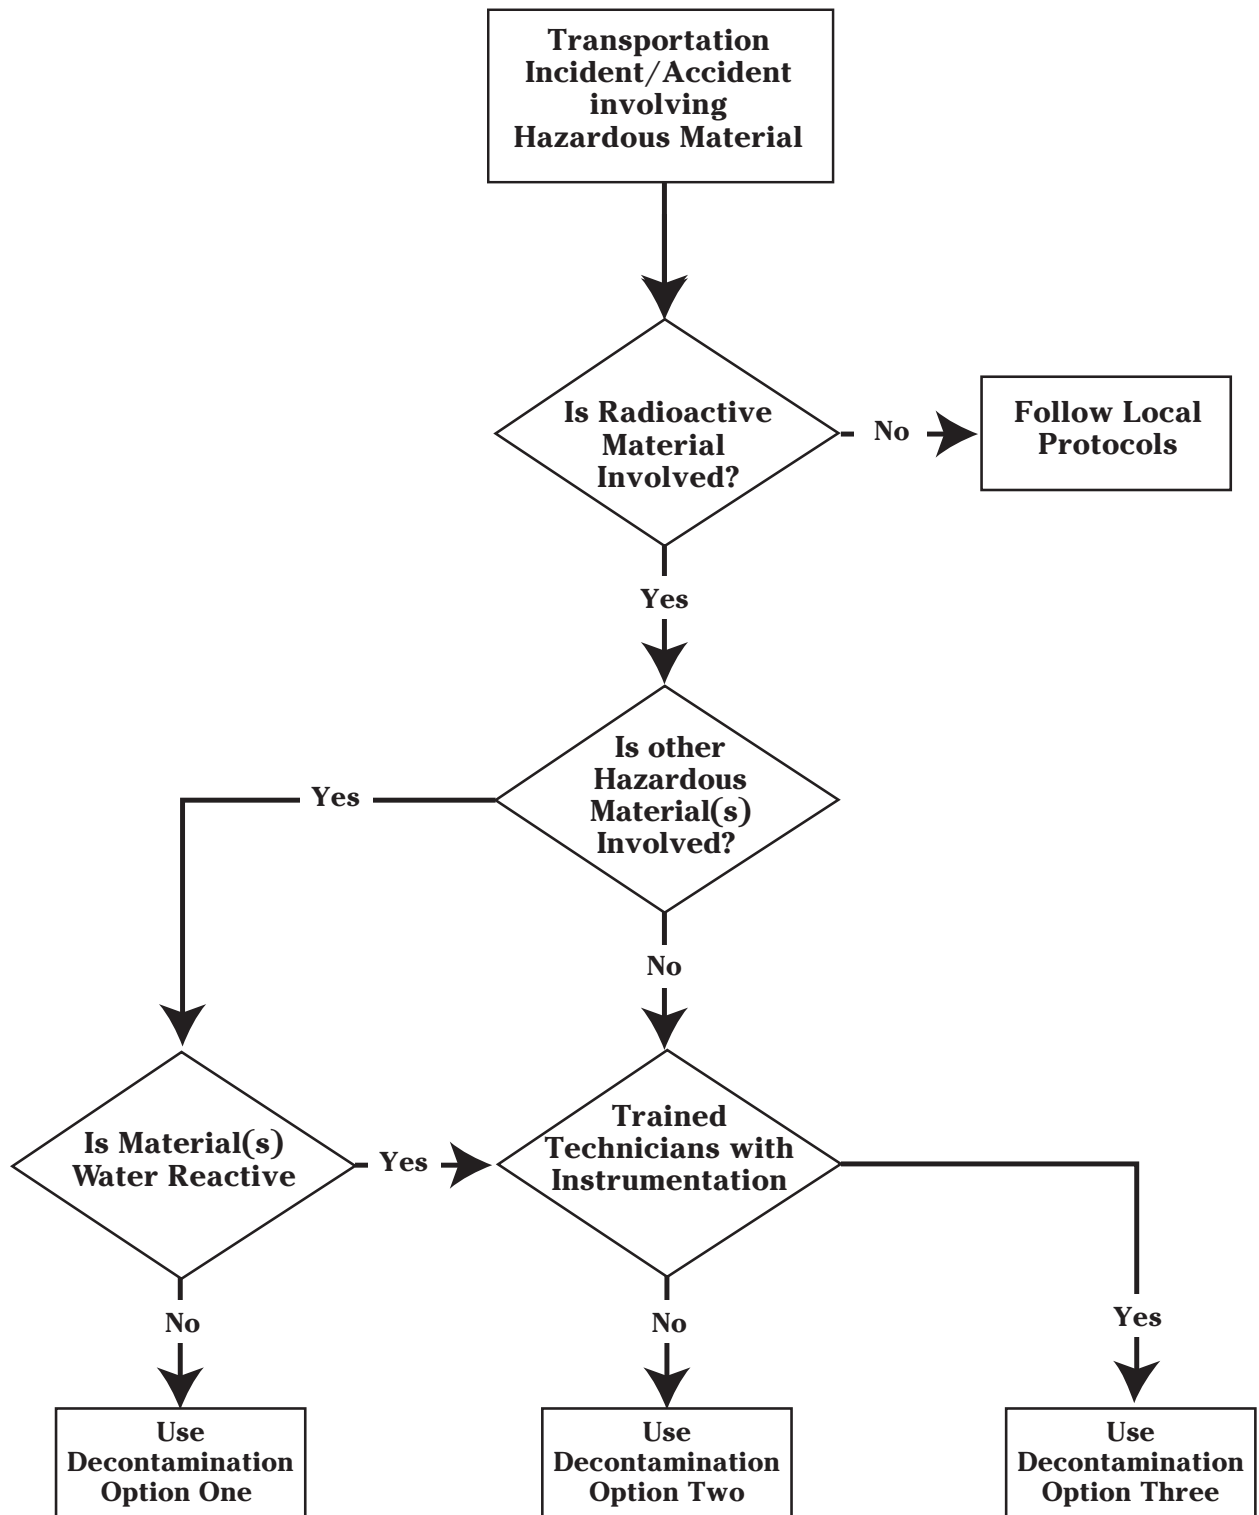 Transportation
Incident/Accident
involving
Hazardous Material
Is Radioactive
Material
Involved?
No
Follow Local
Protocols
Yes
Is other
Hazardous
Material(s)
Involved?
Yes
No
Is Material(s)
Water Reactive
Yes
Trained
Technicians with
Instrumentation
No
No
Yes
Use
Decontamination
Option One
Use
Decontamination
Option Two
Use
Decontamination
Option Three